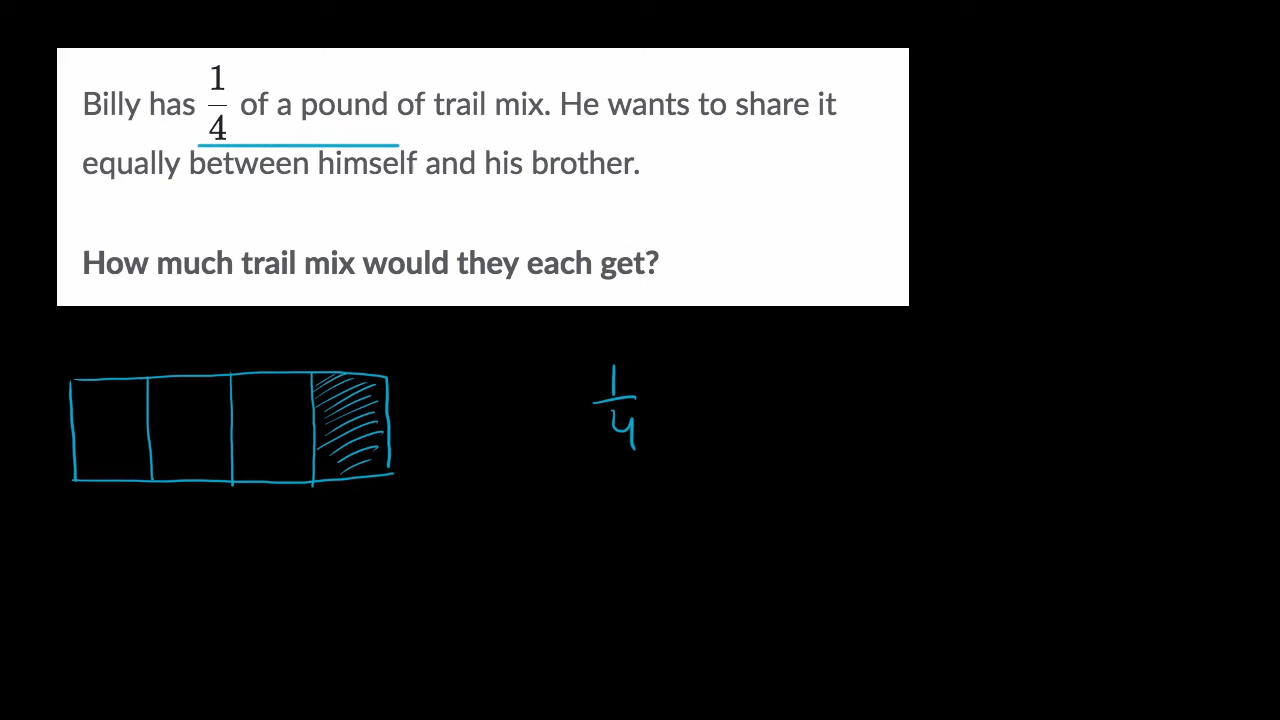 Billy has 1/4 of a pound of trail mix. He wants to share it
equally between himself and his brother.
How much trail mix would they each get?
1/4